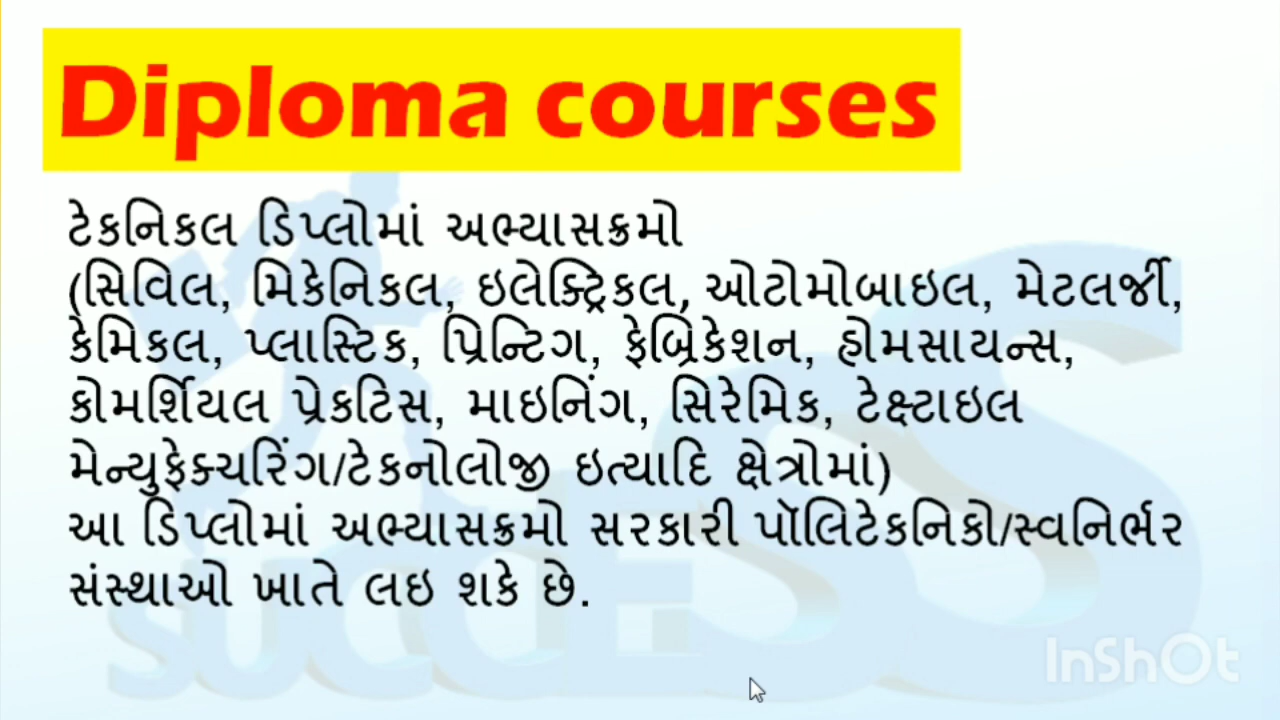 Diploma courses
ટેકનિકલ ડિપ્લોમાં અભ્યાસક્રમો
(સિવિલ, મિકેનિકલ, ઇલેક્ટ્રિકલ, ઓટોમોબાઇલ, મેટલર્જી,
કેમિકલ, પ્લાસ્ટિક, પ્રિન્ટિગ, ફેબ્રિકેશન, હોમસાયન્સ,
કોમર્શિયલ પ્રેકટિસ, માઇનિંગ, સિરેમિક, ટેક્ષ્ટાઇલ
મેન્યુફેક્ચરિંગ/ટેકનોલોજી ઇત્યાદિ ક્ષેત્રોમાં)
આ ડિપ્લોમાં અભ્યાસક્રમો સરકારી પૉલિટેકનિકો/સ્વનિર્ભર
સંસ્થાઓ ખાતે લઇ શકે છે.
SUCCESS
InShOt